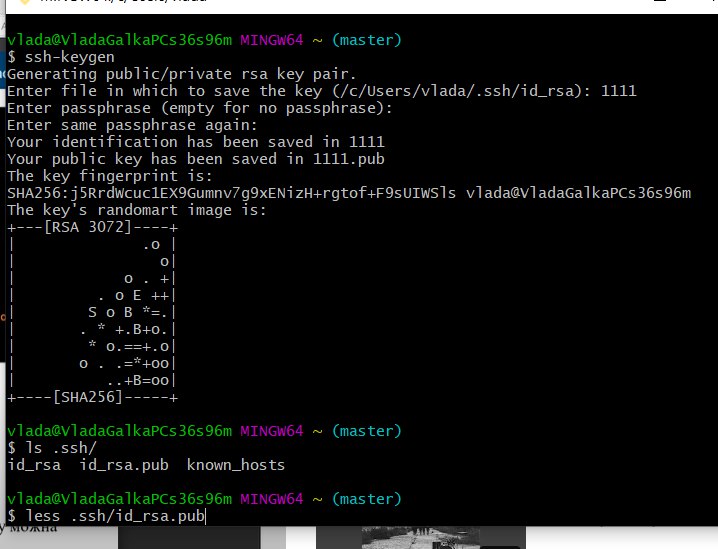 vlada@VladaGalkaPCs36s96m MINGW64 ~ (master)
$ ssh-keygen
Generating public/private rsa key pair.
Enter file in which to save the key (/c/Users/vlada/.ssh/id_rsa): 1111
Enter passphrase (empty for no passphrase):
Enter same passphrase again:
Your identification has been saved in 1111
Your public key has been saved in 1111.pub
The key fingerprint is:
SHA256:j5RrdWcuc1EX9Gumnv7g9xENizH+rgtof+F9sUIWSls vlada@VladaGalkaPCs36s96m
The key's randomart image is:
+---[RSA 3072]----+
|               .o |
|                 o|
|             o . +|
|          . o E ++|
|         S o B *=.|
|        . * +.B+o.|
|         * o.==+.o|
|        o . .=*+oo|
|           ..+B=oo|
+----[SHA256]-----+
vlada@VladaGalkaPCs36s96m MINGW64 ~ (master)
$ ls .ssh/
id_rsa  id_rsa.pub  known_hosts
vlada@VladaGalkaPCs36s96m MINGW64 ~ (master)
$ less .ssh/id_rsa.pub
можна